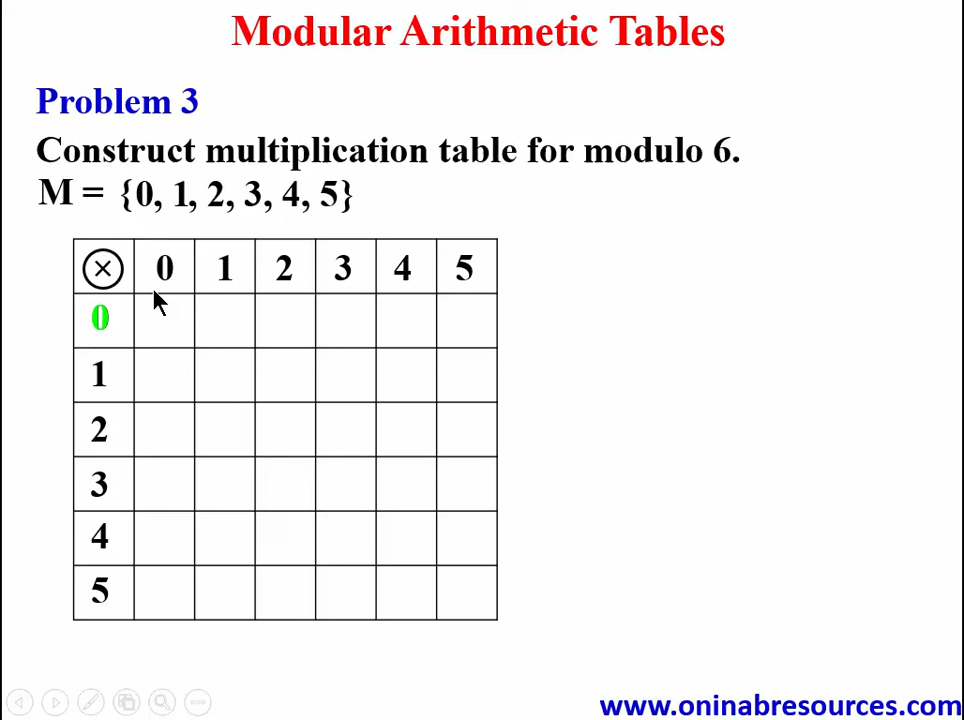 Modular Arithmetic Tables
Problem 3
Construct multiplication table for modulo 6.
M = {0, 1, 2, 3, 4, 5}
⊗ 0 1 2 3 4 5
0
1
2
3
4
5
www.oninabresources.com